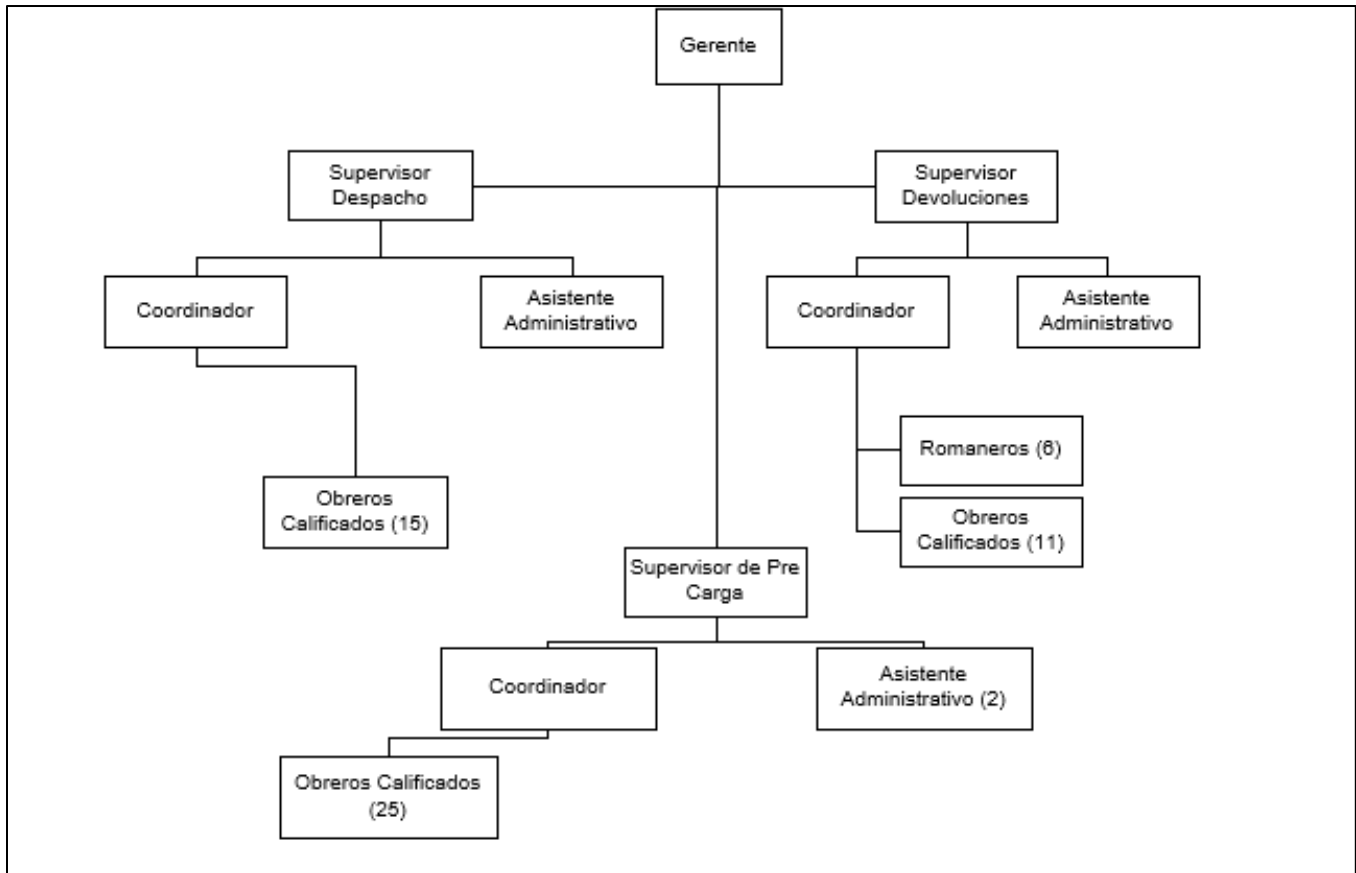 Gerente
Supervisor
Despacho
Supervisor
Devoluciones
Coordinador
Asistente
Administrativo
Coordinador
Asistente
Administrativo
Romaneros (6)
Obreros
Calificados (15)
Obreros
Calificados (11)
Supervisor de Pre
Carga
Coordinador
Asistente
Administrativo (2)
Obreros Calificados
(25)